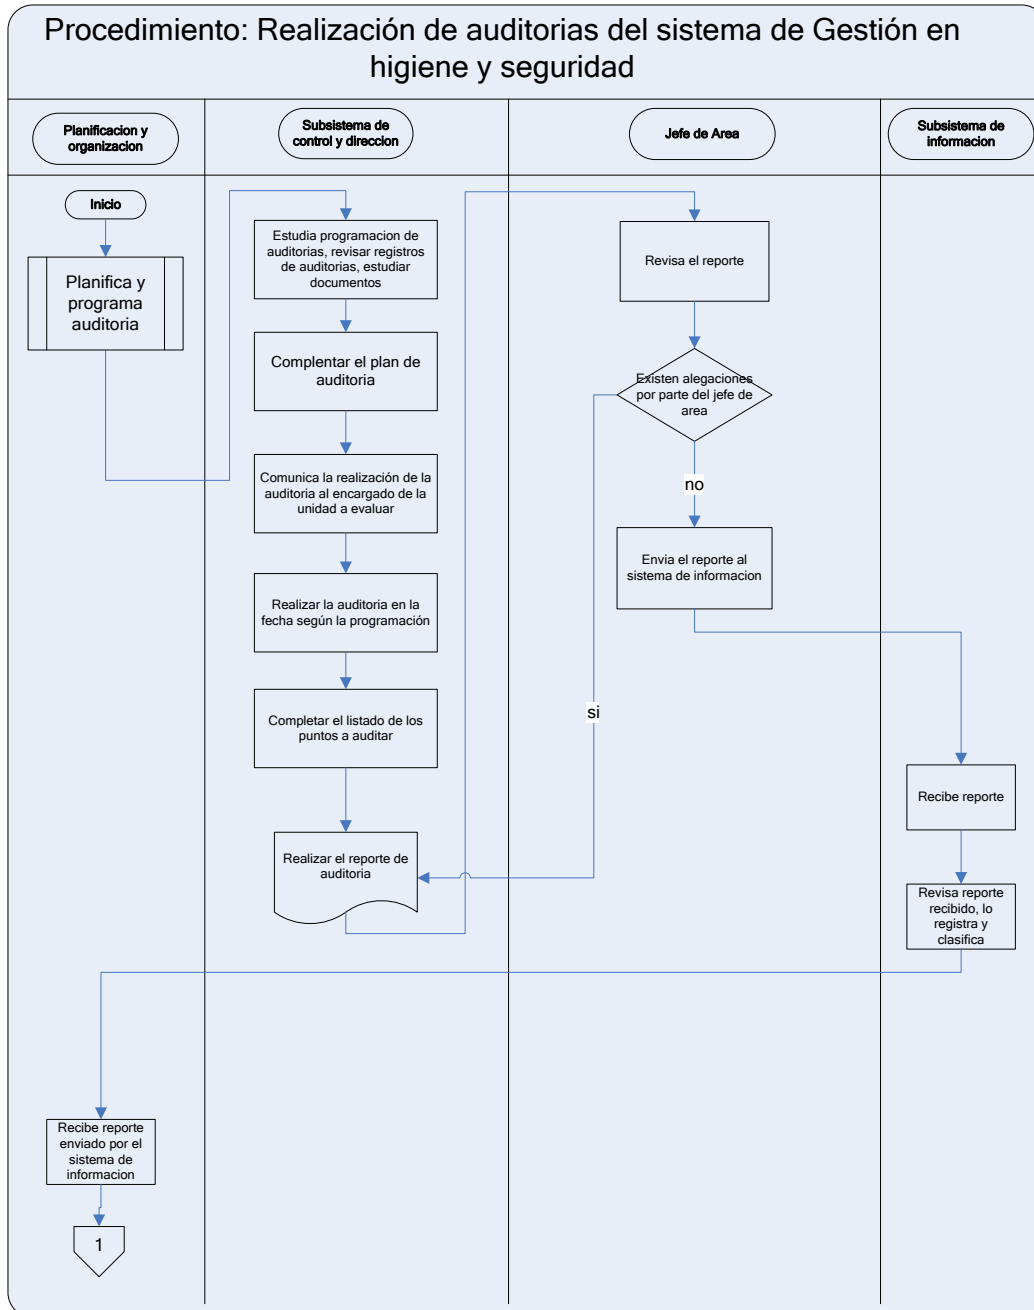 Procedimiento: Realización de auditorias del sistema de Gestión en
higiene y seguridad
Planificacion y
organizacion
Subsistema de
control y direccion
Jefe de Area
Subsistema de
informacion
Inicio
Planifica y
programa
auditoria
Estudia programacion de
auditorias, revisar registros
de auditorias, estudiar
documentos
Complentar el plan de
auditoria
Comunica la realización de la
auditoria al encargado de la
unidad a evaluar
Realizar la auditoria en la
fecha según la programación
Completar el listado de los
puntos a auditar
Realizar el reporte de
auditoria
Revisa el reporte
Existen alegaciones
por parte del jefe de
area
no
si
Envia el reporte al
sistema de informacion
Recibe reporte
Revisa reporte
recibido, lo
registra y
clasifica
Recibe reporte
enviado por el
sistema de
informacion
1